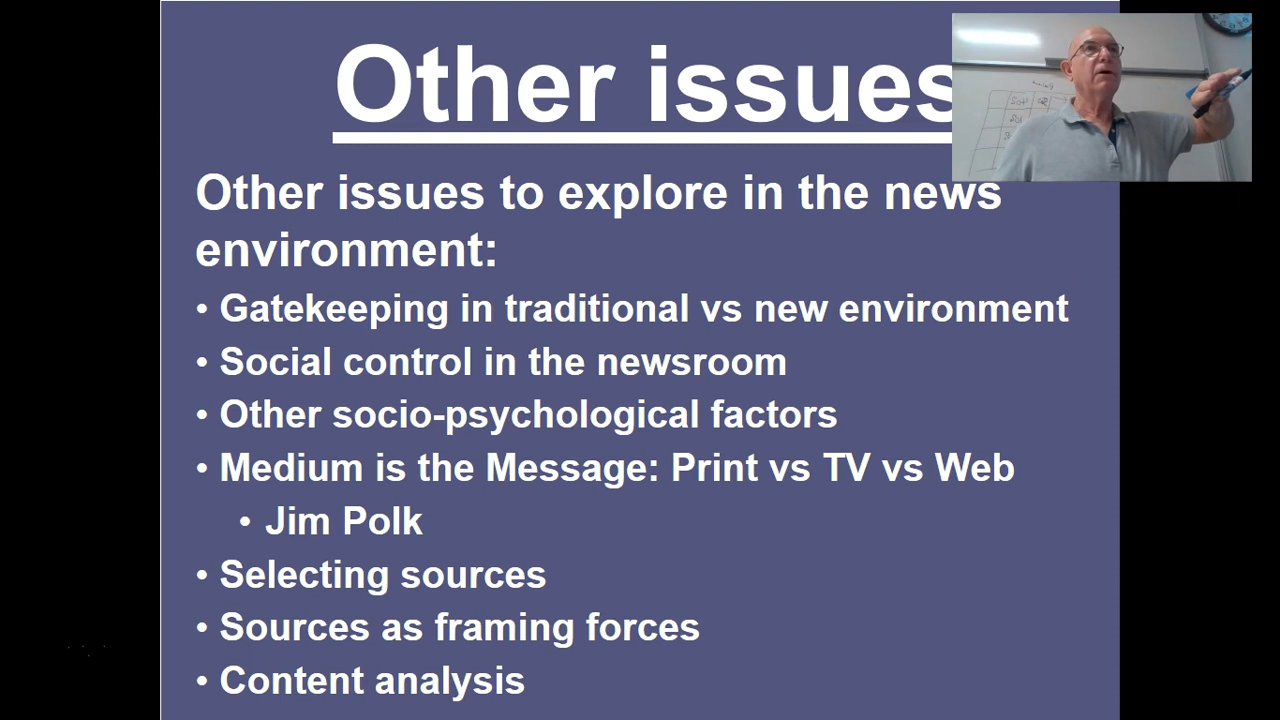 Other issues
Other issues to explore in the news
environment:
• Gatekeeping in traditional vs new environment
• Social control in the newsroom
• Other socio-psychological factors
• Medium is the Message: Print vs TV vs Web
• Jim Polk
• Selecting sources
• Sources as framing forces
• Content analysis